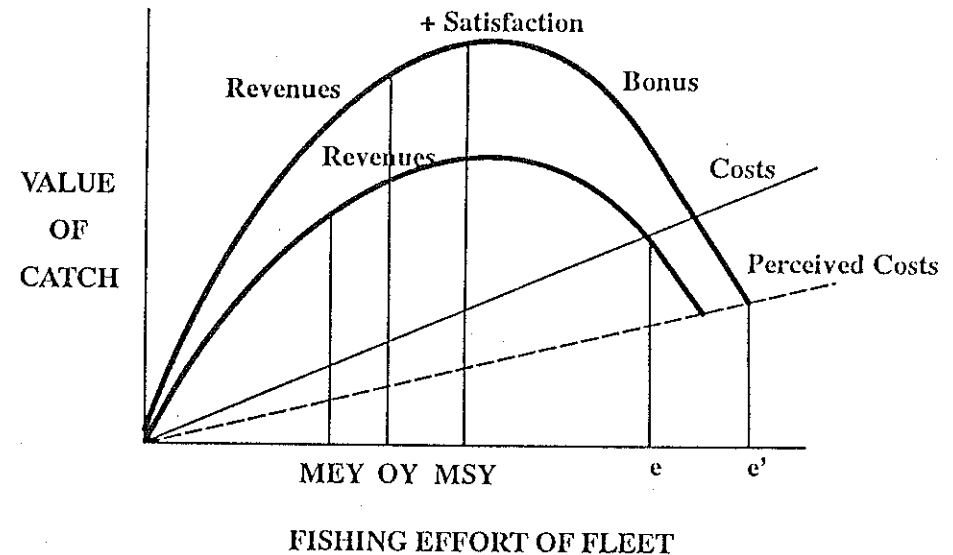 + Satisfaction
Revenues
Bonus
Revenues
Costs
VALUE
OF
CATCH
Perceived Costs
MEY OY MSY e e'
FISHING EFFORT OF FLEET